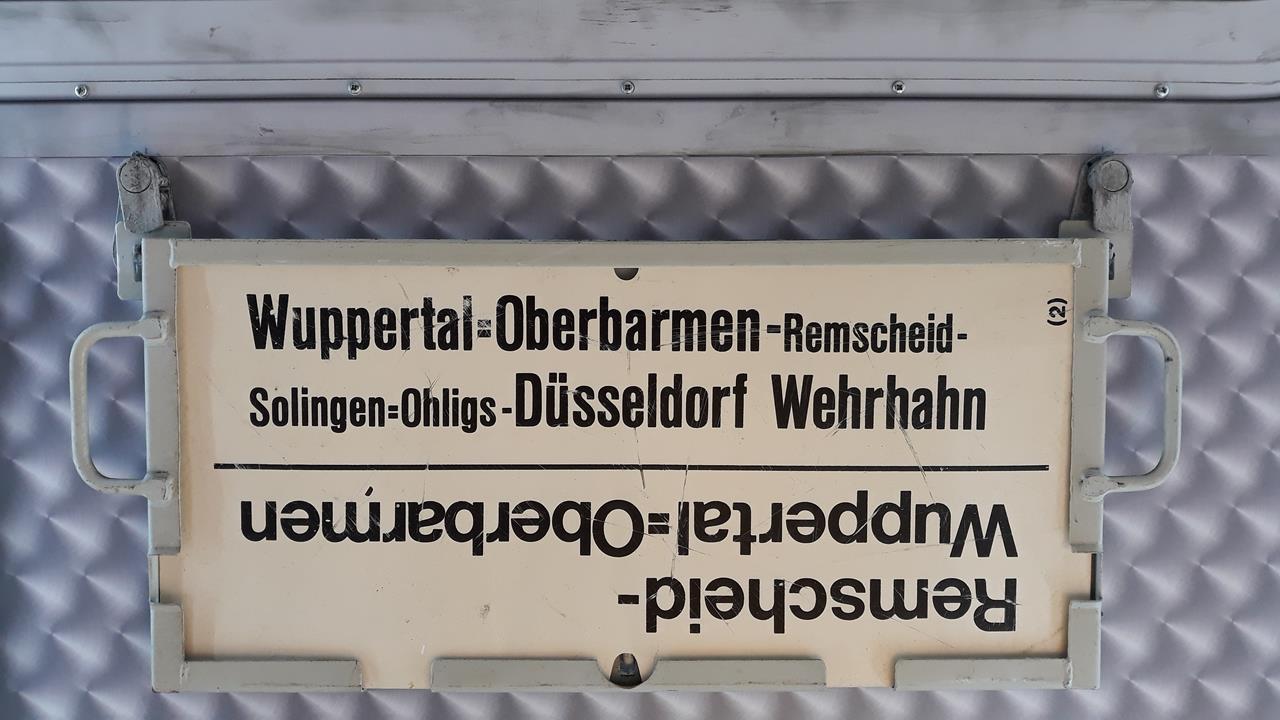 Wuppertal=Oberbarmen-Remscheid-
Solingen=Ohligs-Düsseldorf Wehrhahn
(2)
Remscheid-
Wuppertal=Oberbarmen